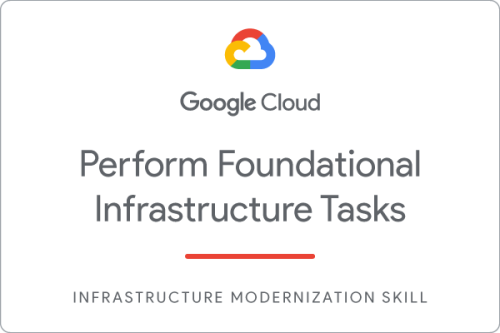 Google Cloud
Perform Foundational
Infrastructure Tasks
INFRASTRUCTURE MODERNIZATION SKILL